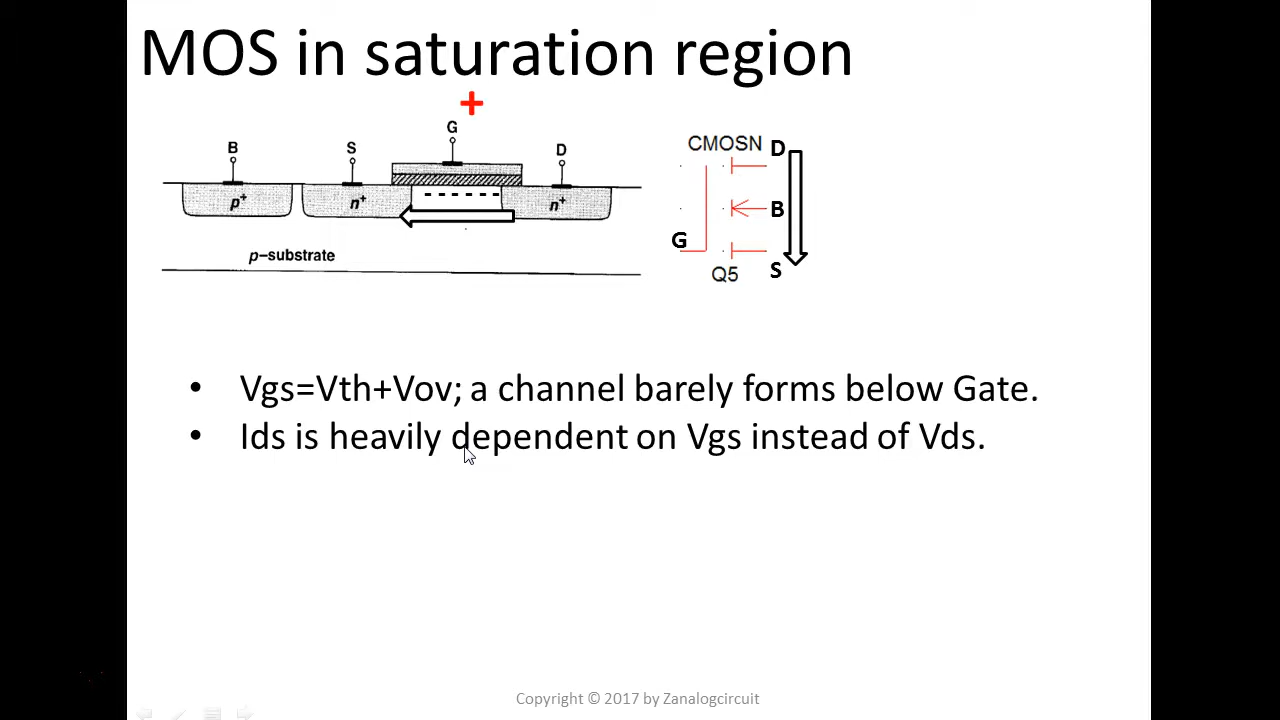 MOS in saturation region
+
G
B S D
p+ n+ n+
p-substrate
CMOSN D
B
G
Q5 S
• Vgs=Vth+Vov; a channel barely forms below Gate.
• Ids is heavily dependent on Vgs instead of Vds.
Copyright © 2017 by Zanalogcircuit